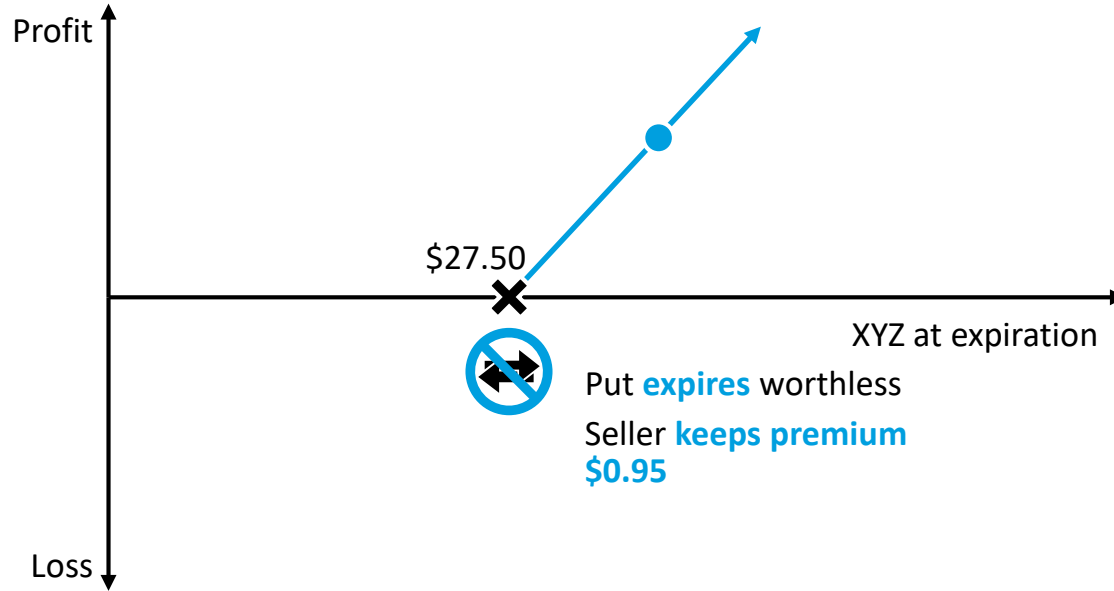 Profit
$27.50
XYZ at expiration
Put expires worthless
Seller keeps premium
$0.95
Loss